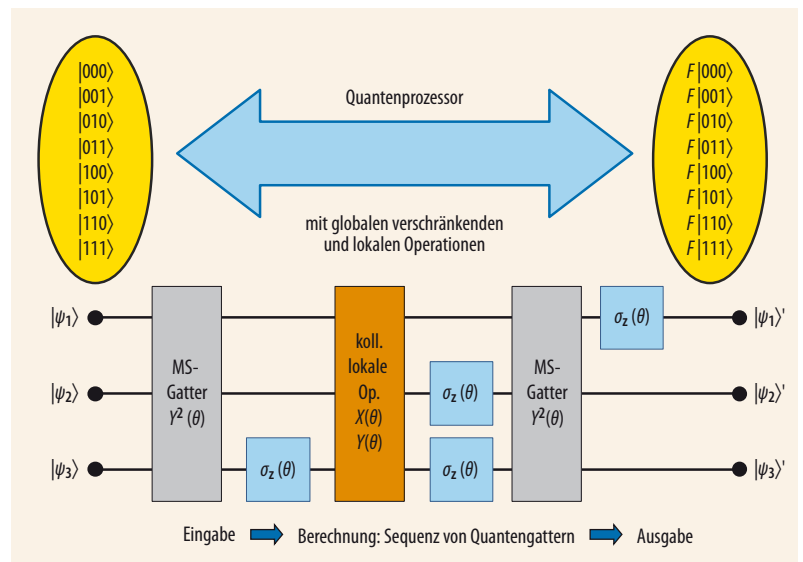 |000⟩
|001⟩
|010⟩
|011⟩
|100⟩
|101⟩
|110⟩
|111⟩
Quantenprozessor
mit globalen verschränkenden
und lokalen Operationen
F|000⟩
F|001⟩
F|010⟩
F|011⟩
F|100⟩
F|101⟩
F|110⟩
F|111⟩
|ψ₁⟩
|ψ₂⟩
|ψ₃⟩
MS-
Gatter
Y² (θ)
σz (θ)
koll.
lokale
Op.
X(θ)
Y(θ)
σz (θ)
σz (θ)
MS-
Gatter
Y²(θ)
σz (θ)
|ψ₁⟩'
|ψ₂⟩'
|ψ₃⟩'
Eingabe Berechnung: Sequenz von Quantengattern Ausgabe